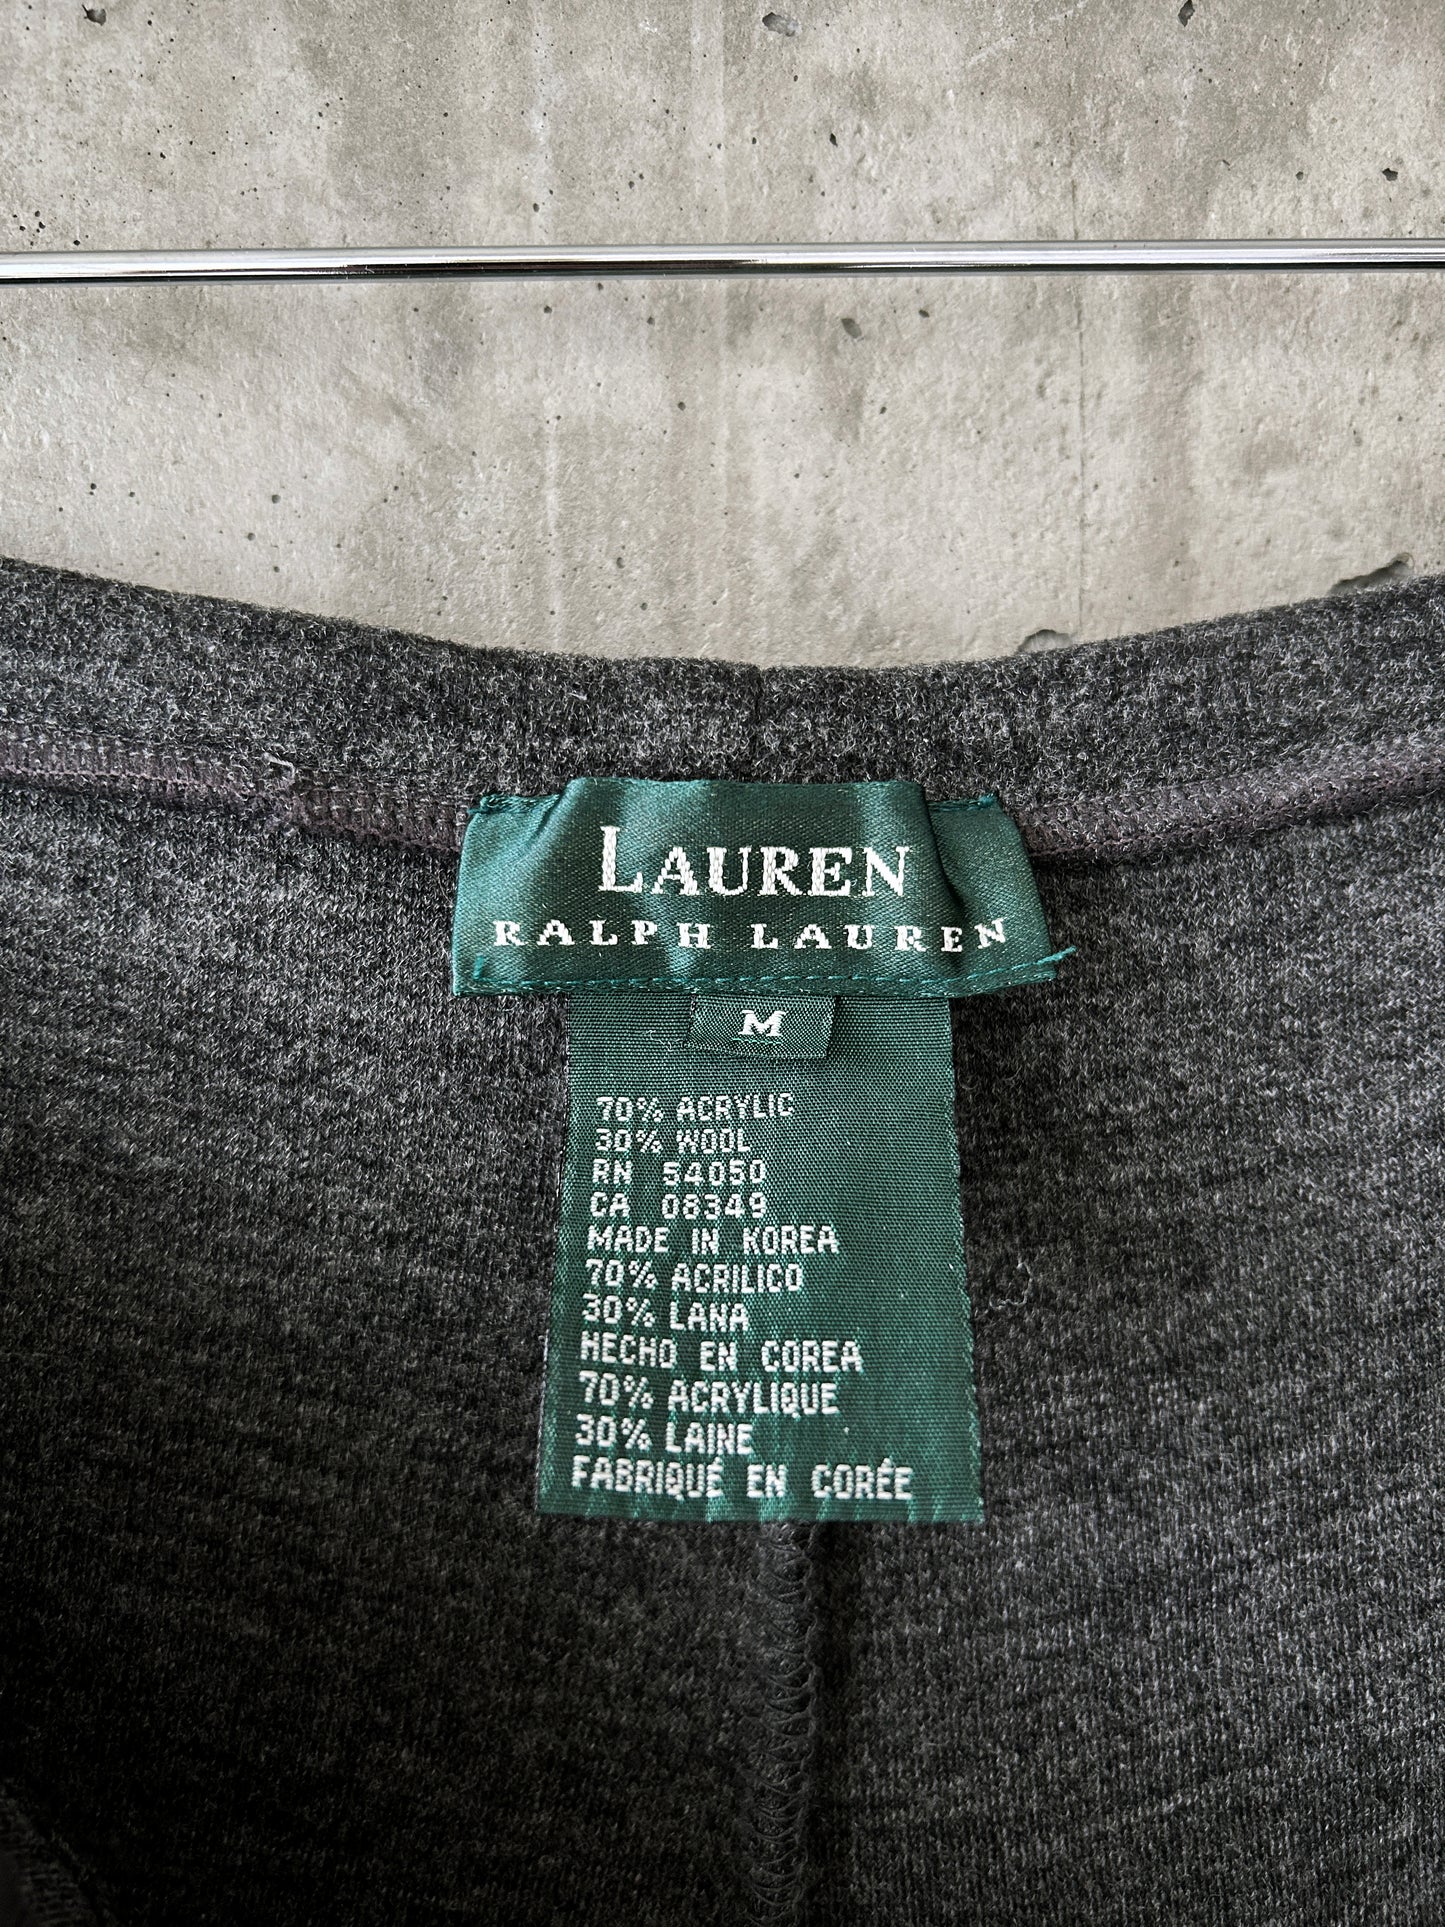 LAUREN
RALPH LAUREN
M
70% ACRYLIC
30% WOOL
RN 54050
CA 08349
MADE IN KOREA
70% ACRILICO
30% LANA
HECHO EN COREA
70% ACRYLIQUE
30% LAINE
FABRIQUÉ EN CORÉE